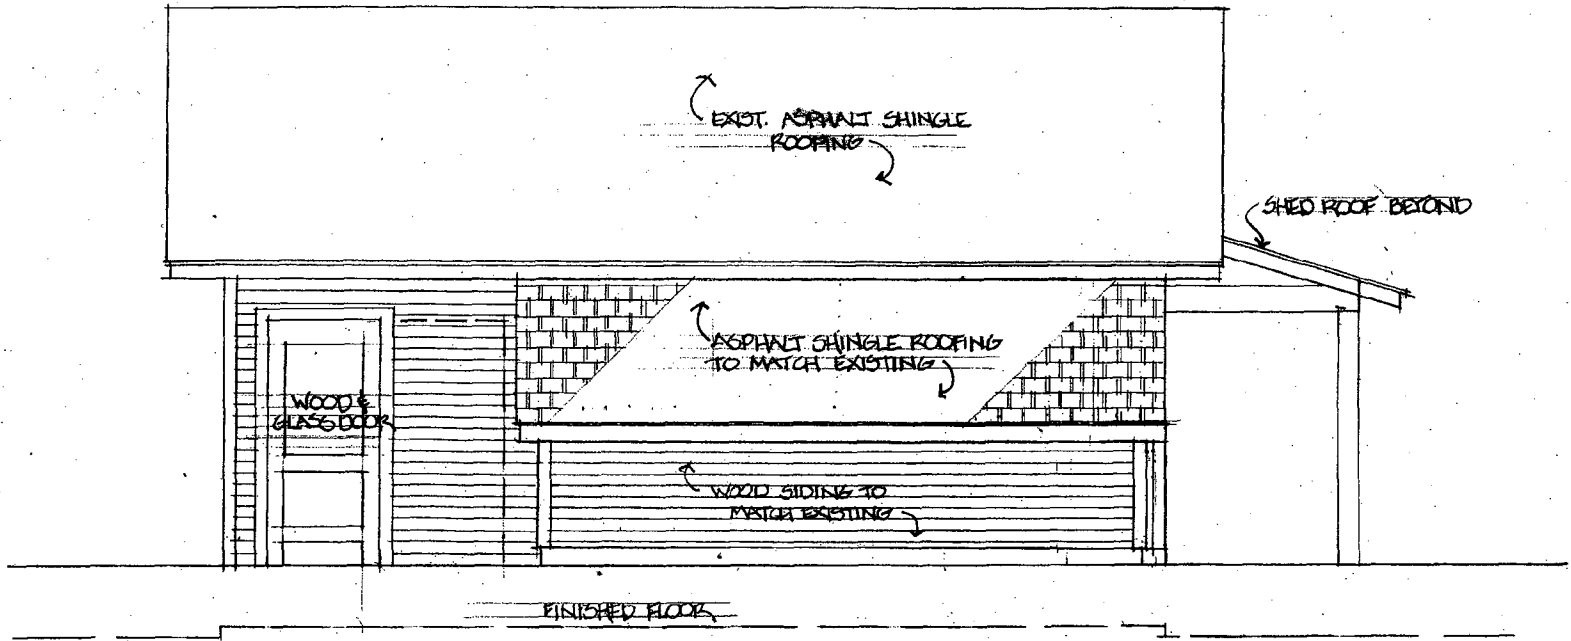 EXIST. ASPHALT SHINGLE
ROOFING
SHED ROOF BEYOND
ASPHALT SHINGLE ROOFING
TO MATCH EXISTING
WOOD &
GLASS DOOR
WOOD SIDING TO
MATCH EXISTING
FINISHED FLOOR